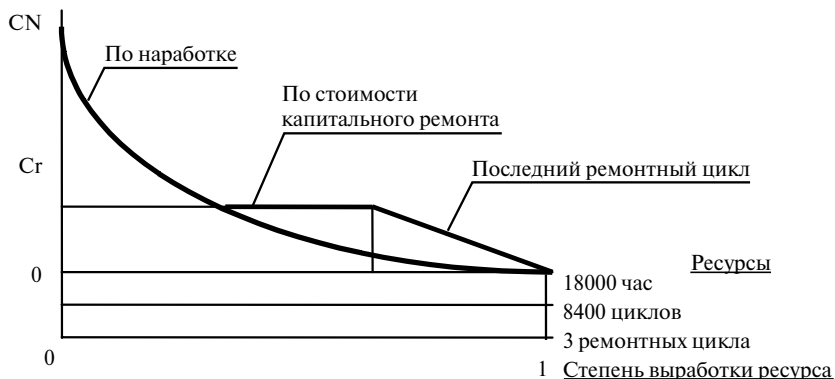 CN
По наработке
По стоимости
капитального ремонта
Cr
Последний ремонтный цикл
Ресурсы
0
18000 час
8400 циклов
3 ремонтных цикла
0
1 Степень выработки ресурса